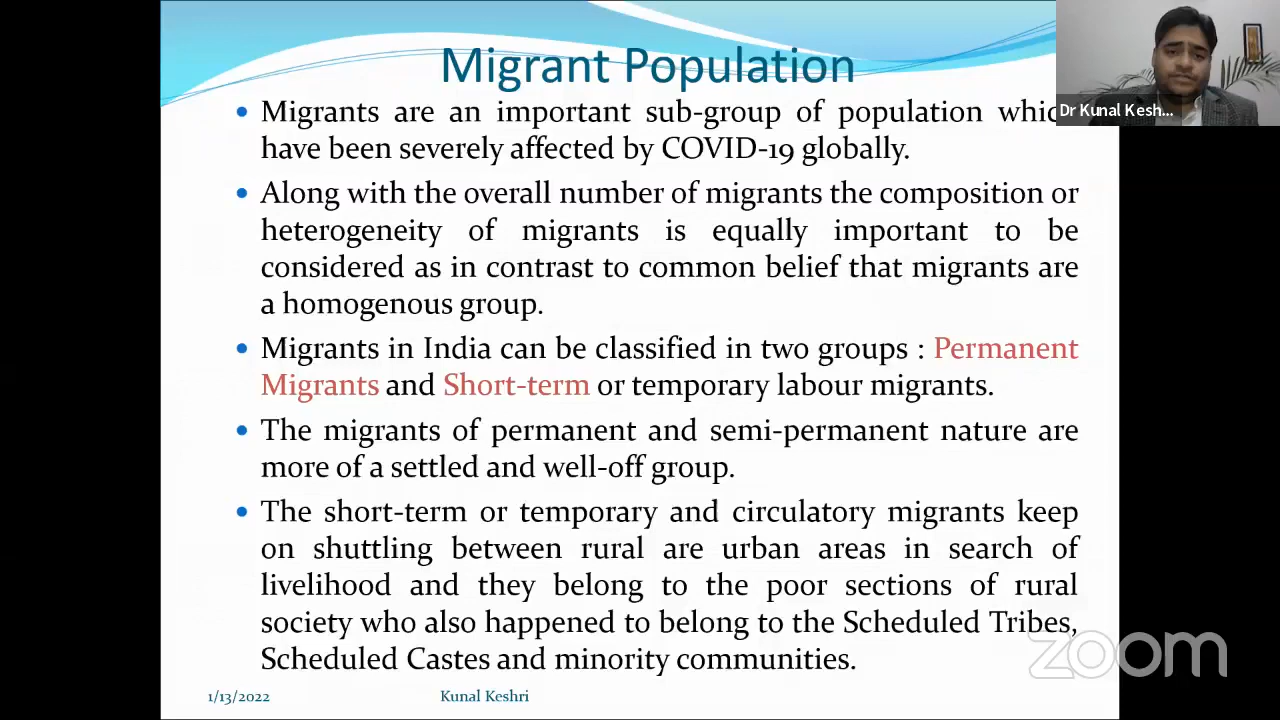 Migrant Population
• Migrants are an important sub-group of population which
have been severely affected by COVID-19 globally.
• Along with the overall number of migrants the composition or
heterogeneity of migrants is equally important to be
considered as in contrast to common belief that migrants are
a homogenous group.
• Migrants in India can be classified in two groups : Permanent
Migrants and Short-term or temporary labour migrants.
• The migrants of permanent and semi-permanent nature are
more of a settled and well-off group.
• The short-term or temporary and circulatory migrants keep
on shuttling between rural are urban areas in search of
livelihood and they belong to the poor sections of rural
society who also happened to belong to the Scheduled Tribes,
Scheduled Castes and minority communities.
1/13/2022
Kunal Keshri
Dr Kunal Kesh...
zoom